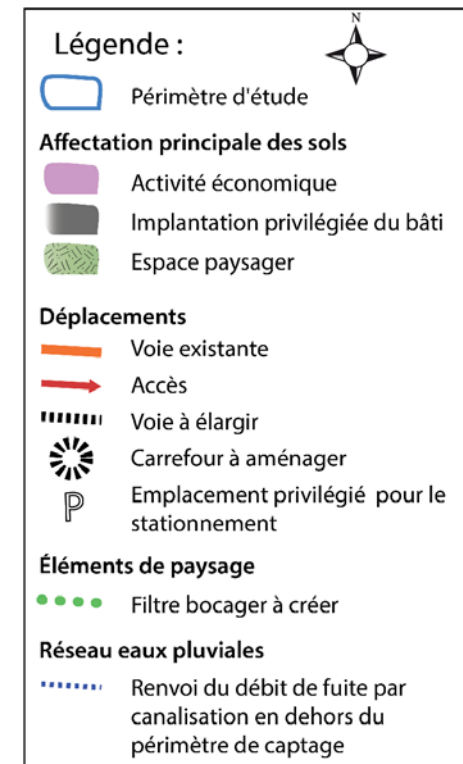 N
Légende :
Périmètre d'étude
Affectation principale des sols
Activité économique
Implantation privilégiée du bâti
Espace paysager
Déplacements
Voie existante
Accès
Voie à élargir
Carrefour à aménager
P
Emplacement privilégié pour le
stationnement
Éléments de paysage
Filtre bocager à créer
Réseau eaux pluviales
Renvoi du débit de fuite par
canalisation en dehors du
périmètre de captage